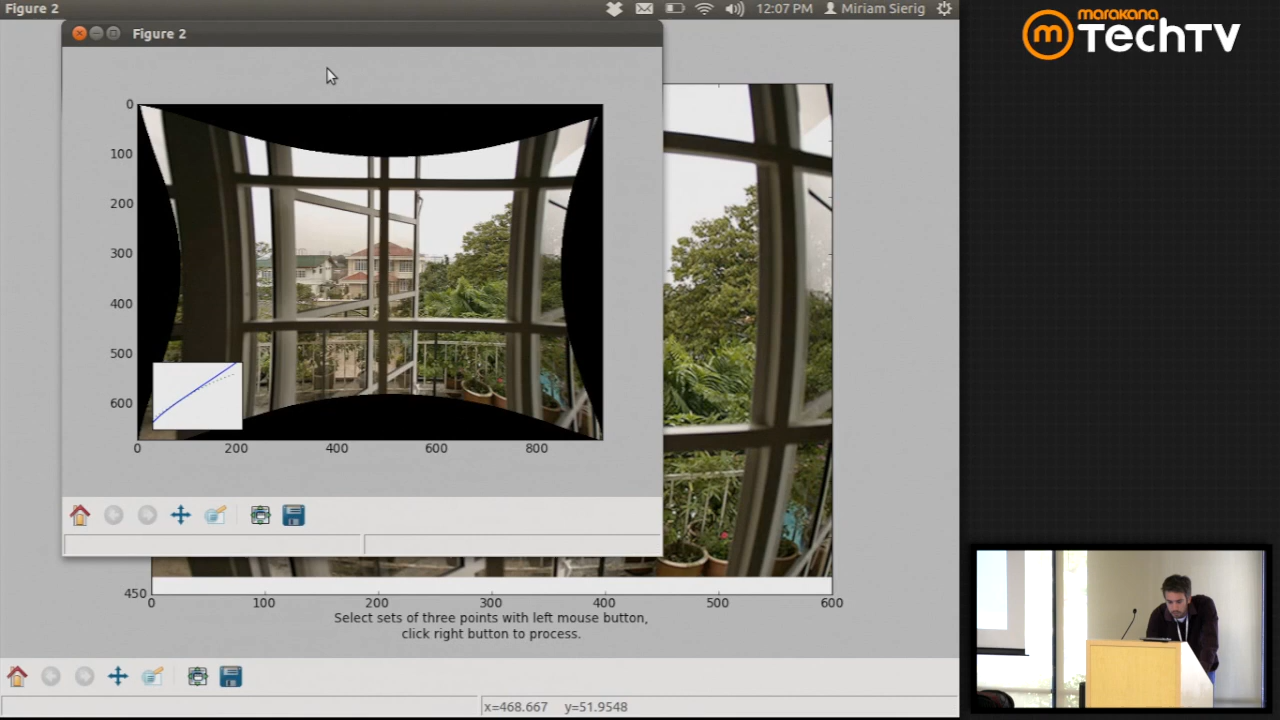 Figure 2
12:07 PM
Miriam Sierig
marakana
m TechTV
Figure 2
0
100
200
300
400
500
600
0
200
400
600
800
450
0
100
200
300
400
500
600
Select sets of three points with left mouse button,
click right button to process.
x=468.667 y=51.9548